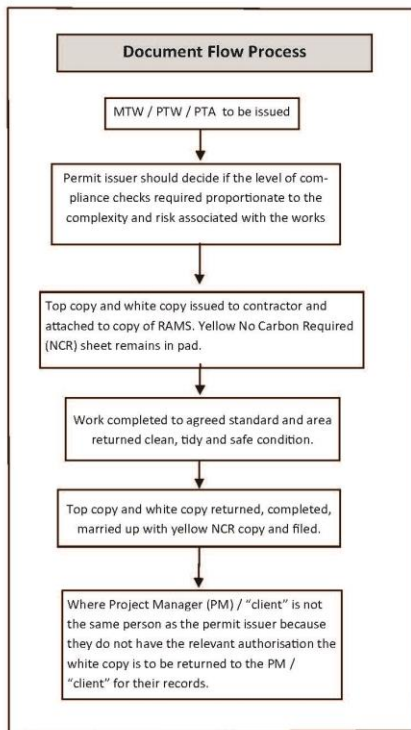 Document Flow Process
MTW / PTW / PTA  to be issued
Permit issuer should decide if the level of com-
pliance checks required proportionate to the
complexity and risk associated with the works
Top copy and white copy issued to contractor and
attached to copy of RAMS. Yellow No Carbon Required
(NCR) sheet remains in pad.
Work completed to agreed standard and area
returned clean, tidy and safe condition.
Top copy and white copy returned, completed,
married up with yellow NCR copy and filed.
Where Project Manager (PM) / “client” is not
the same person as the permit issuer because
they do not have the relevant authorisation the
white copy is to be returned to the PM /
“client” for their records.